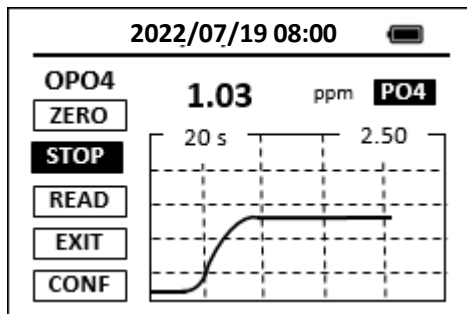 2022/07/19 08:00
OPO4
1.03 ppm PO4
ZERO
20 s 2.50
STOP
READ
EXIT
CONF